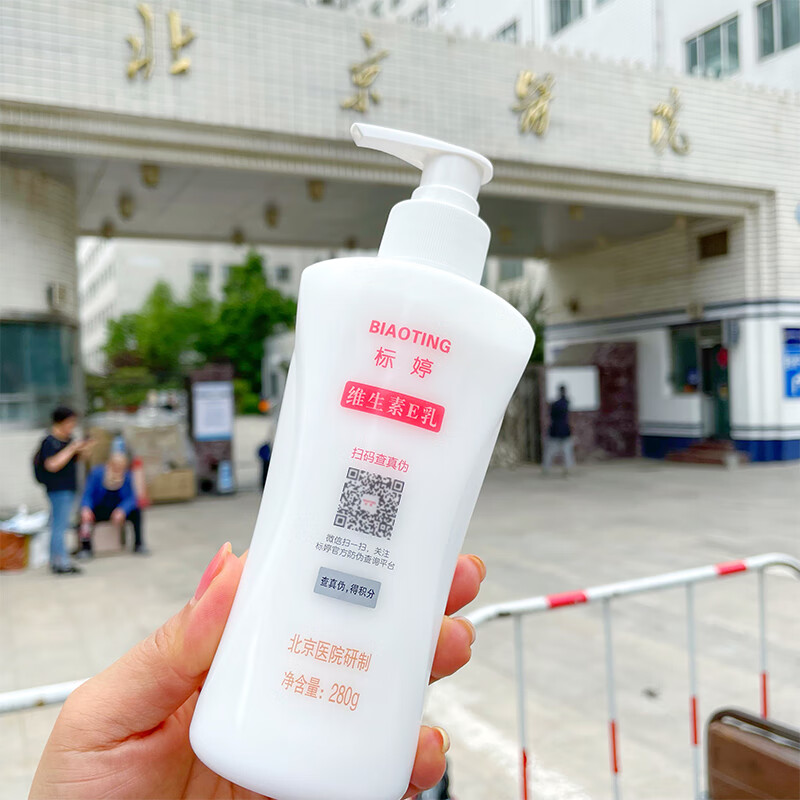 北京醫院
BIAOTING
标婷
维生素E乳
扫码查真伪
微信扫一扫，关注
标婷官方防伪查询平台
查真伪，得积分
北京医院研制
净含量：280g